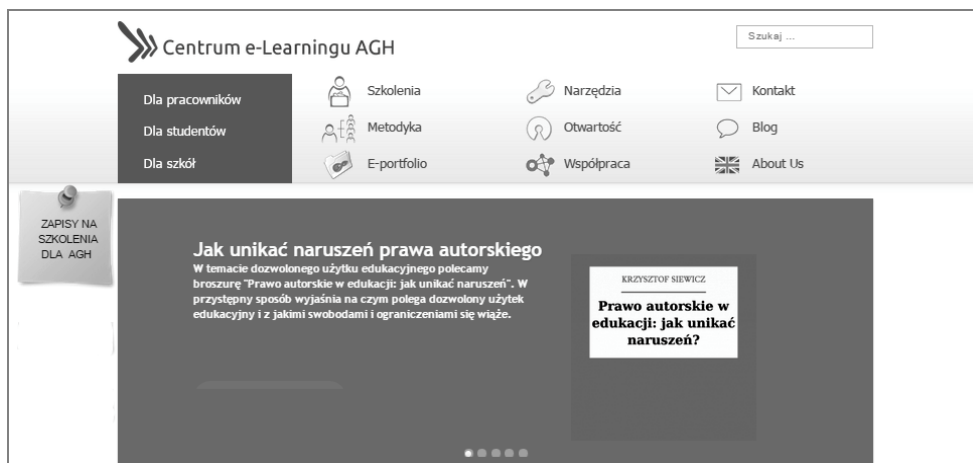 Centrum e-Learningu AGH
Szukaj ...
Dla pracowników
Dla studentów
Dla szkół
Szkolenia
Metodyka
E-portfolio
Narzędzia
Otwartość
Współpraca
Kontakt
Blog
About Us
ZAPISY NA
SZKOLENIA
DLA AGH
Jak unikać naruszeń prawa autorskiego
W temacie dozwolonego użytku edukacyjnego polecamy
broszurę "Prawo autorskie w edukacji: jak unikać naruszeń". W
przystępny sposób wyjaśnia na czym polega dozwolony użytek
edukacyjny i z jakimi swobodami i ograniczeniami się wiąże.
KRZYSZTOF SIEWICZ
Prawo autorskie w
edukacji: jak unikać
naruszeń?